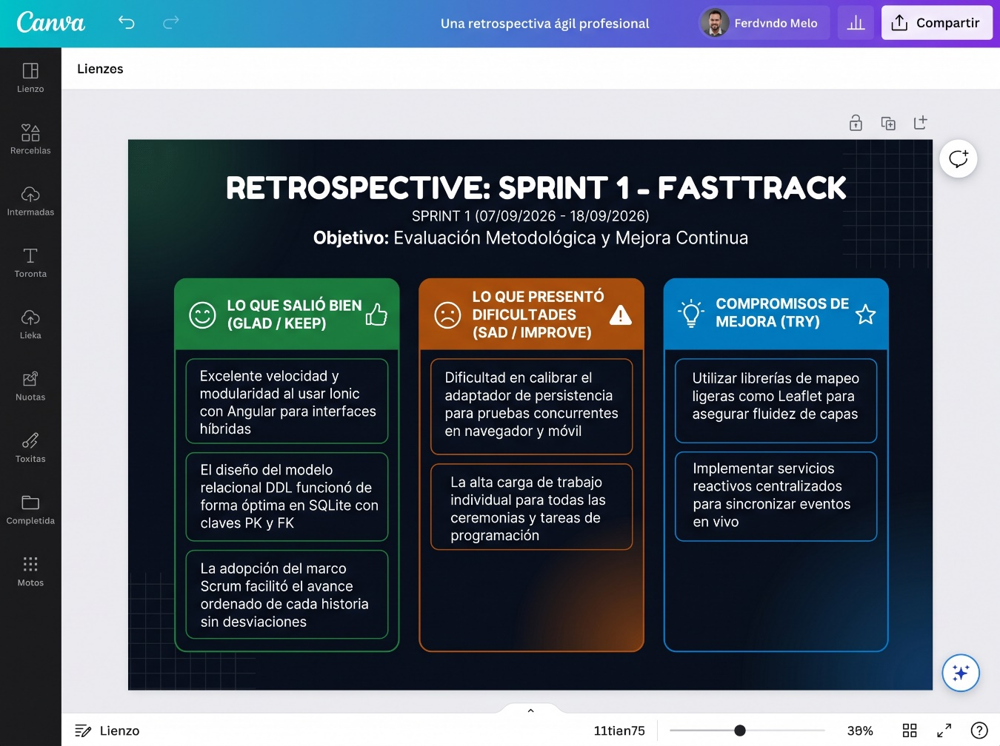 Canva
Una retrospectiva ágil profesional
Ferdvndo Melo
Compartir
Lienzo
Rerceblas
Intermadas
Toronta
Lieka
Nuotas
Toxitas
Completida
Motos
Lienzes
RETROSPECTIVE: SPRINT 1 - FASTTRACK
SPRINT 1 (07/09/2026 - 18/09/2026)
Objetivo: Evaluación Metodológica y Mejora Continua
LO QUE SALIÓ BIEN
(GLAD / KEEP)
Excelente velocidad y
modularidad al usar Ionic
con Angular para interfaces
híbridas
El diseño del modelo
relacional DDL funcionó de
forma óptima en SQLite con
claves PK y FK
La adopción del marco
Scrum facilitó el avance
ordenado de cada historia
sin desviaciones
LO QUE PRESENTÓ
DIFICULTADES
(SAD / IMPROVE)
Dificultad en calibrar el
adaptador de persistencia
para pruebas concurrentes
en navegador y móvil
La alta carga de trabajo
individual para todas las
ceremonias y tareas de
programación
COMPROMISOS DE
MEJORA (TRY)
Utilizar librerías de mapeo
ligeras como Leaflet para
asegurar fluidez de capas
Implementar servicios
reactivos centralizados
para sincronizar eventos
en vivo
Lienzo
11tian75